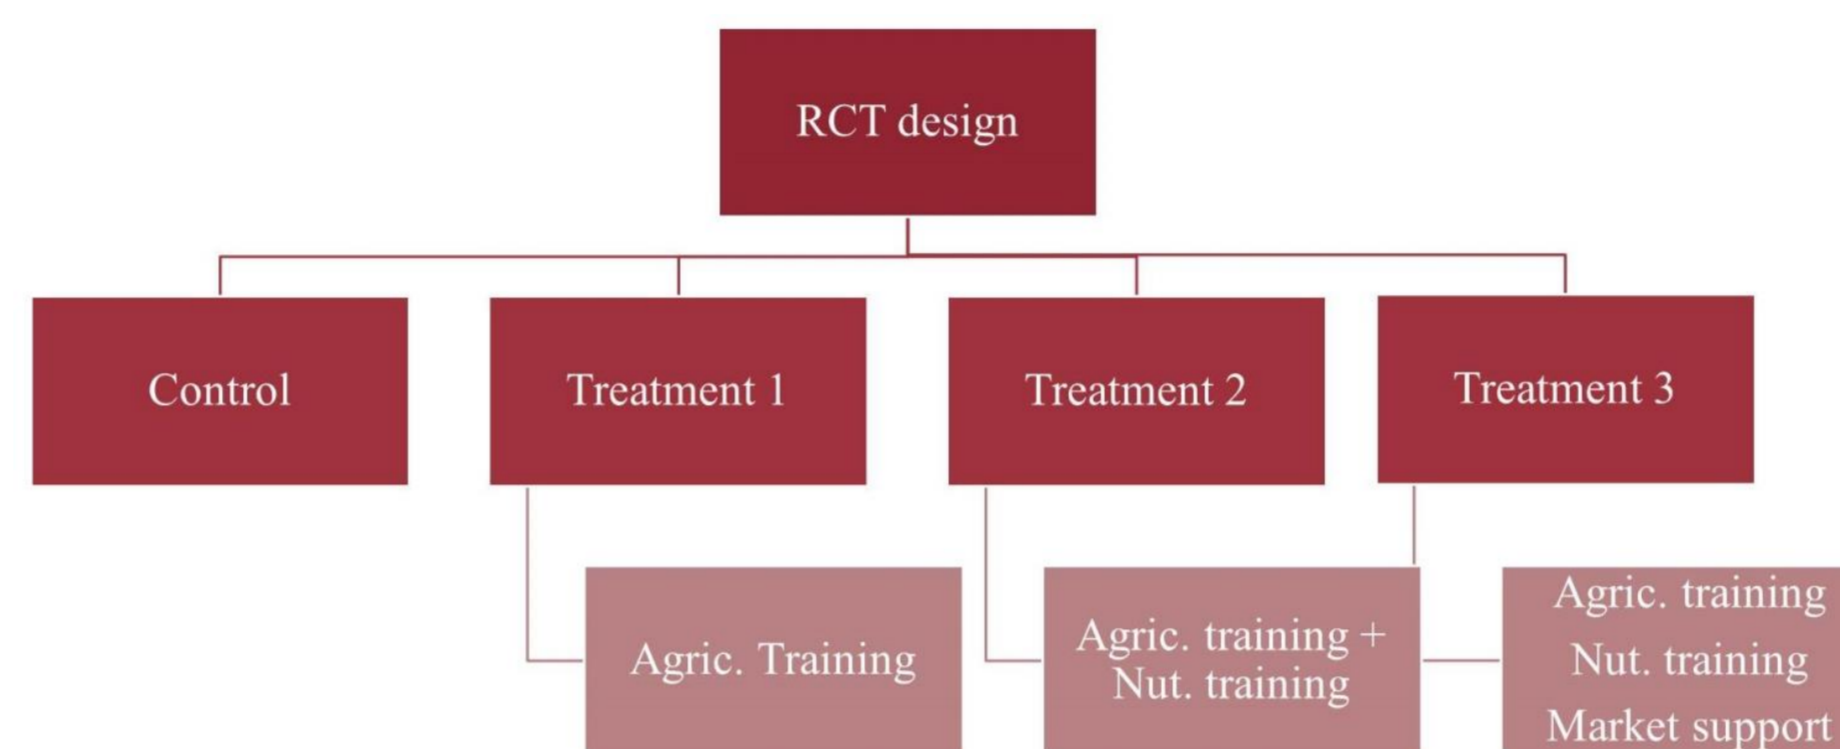 RCT design
Control
Treatment 1
Treatment 2
Treatment 3
Agric. Training
Agric. training +
Nut. training
Agric. training
Nut. training
Market support